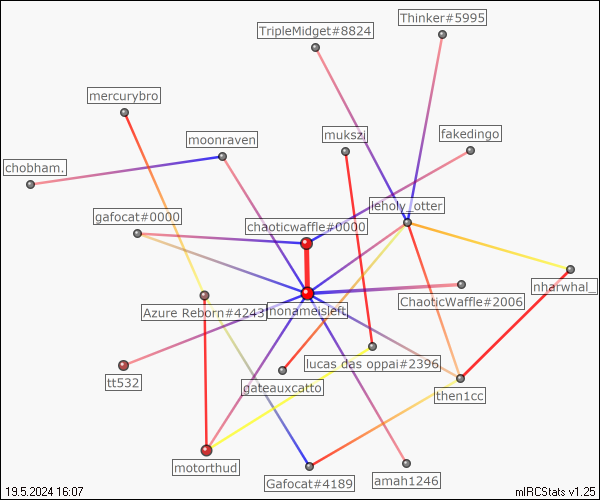 Thinker#5995
TripleMidget#8824
mercurybro
mukszi
fakedingo
moonraven
chobham.
leholy_otter
gafocat#0000
chaoticwaffle#0000
nharwhal_
ChaoticWaffle#2006
Azure Reborn#4243
nonameisleft
lucas das oppai#2396
tt532
gateauxcatto
then1cc
motorthud
Gafocat#4189
amah1246
19.5.2024 16:07
mIRCStats v1.25